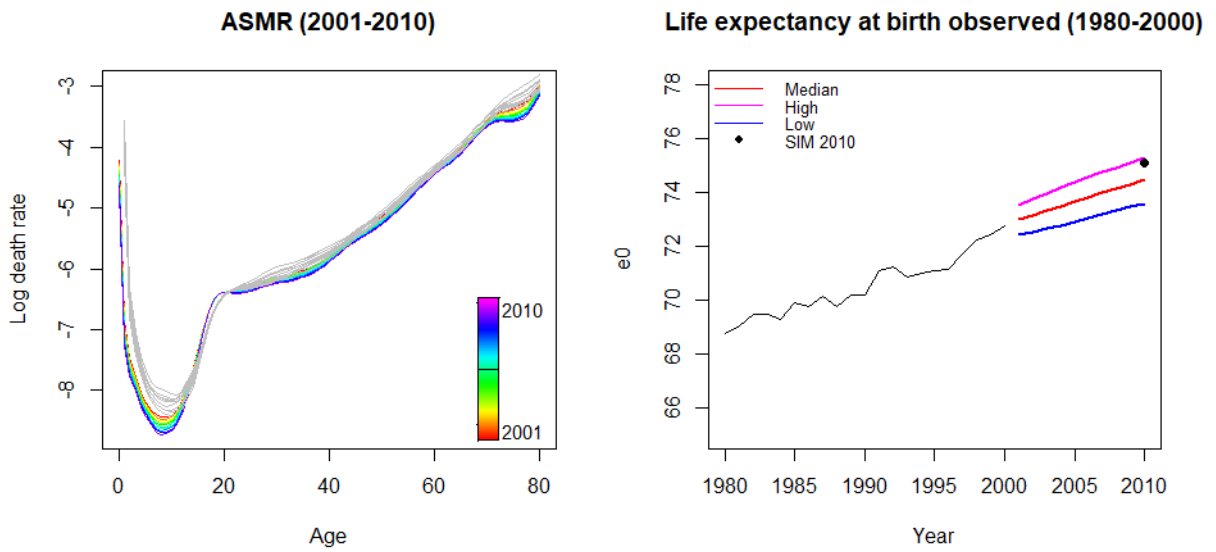 ASMR (2001-2010)
Log death rate
-3
-4
-5
-6
-7
-8
2010
2001
0 20 40 60 80
Age
Life expectancy at birth observed (1980-2000)
e0
78
76
74
72
70
68
66
Median
High
Low
SIM 2010
1980 1985 1990 1995 2000 2005 2010
Year